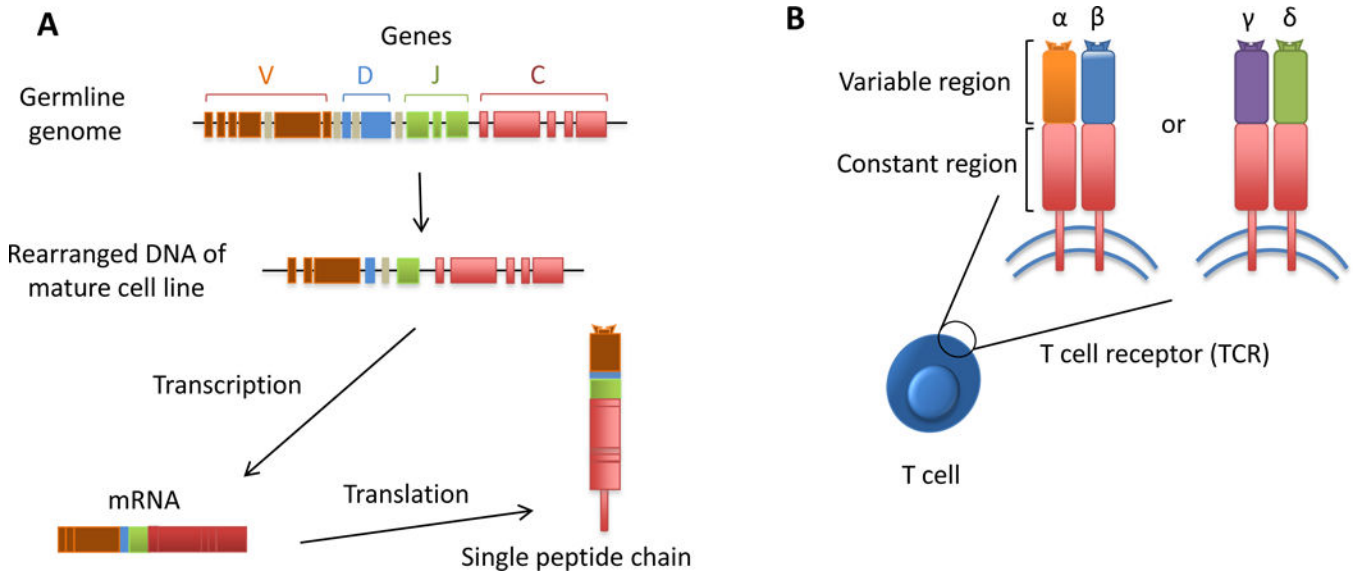 A
Genes
V D J C
Germline
genome
Rearranged DNA of
mature cell line
Transcription
mRNA
Translation
Single peptide chain
B
α β γ δ
Variable region
or
Constant region
T cell receptor (TCR)
T cell